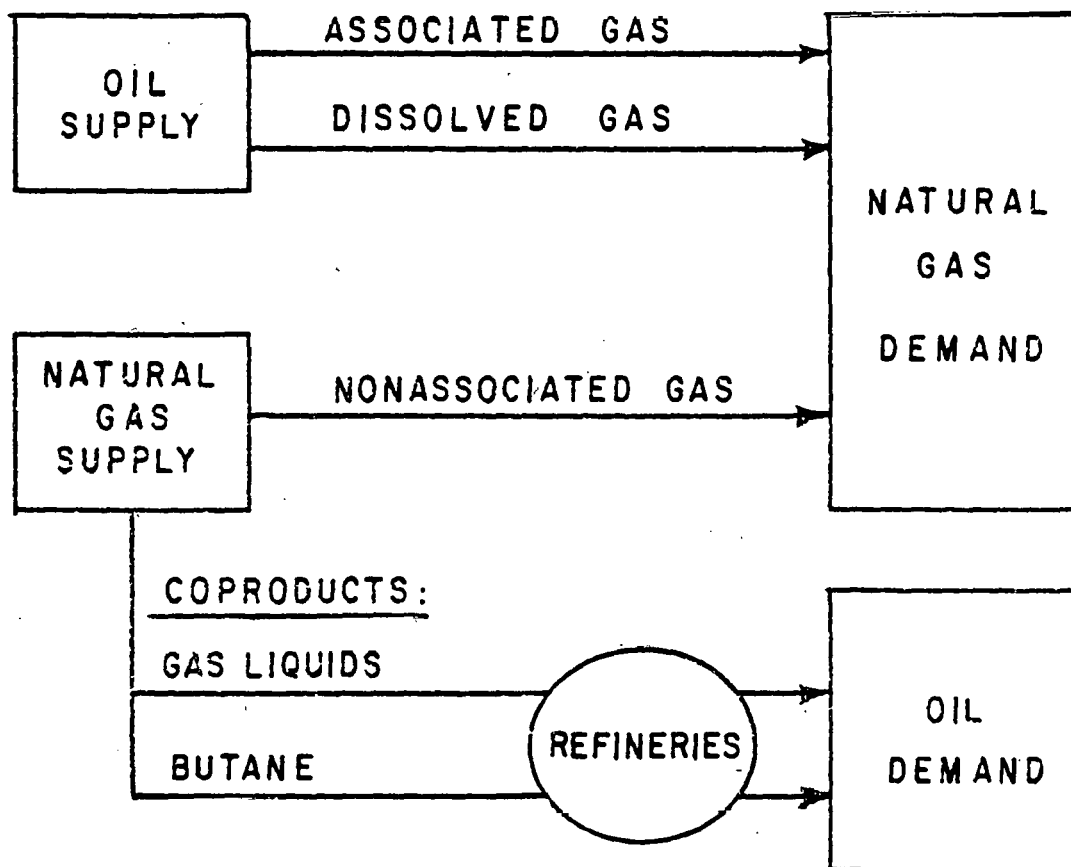 OIL
SUPPLY
ASSOCIATED GAS
DISSOLVED GAS
NATURAL
GAS
DEMAND
NATURAL
GAS
SUPPLY
NONASSOCIATED GAS
COPRODUCTS:
GAS LIQUIDS
BUTANE
REFINERIES
OIL
DEMAND